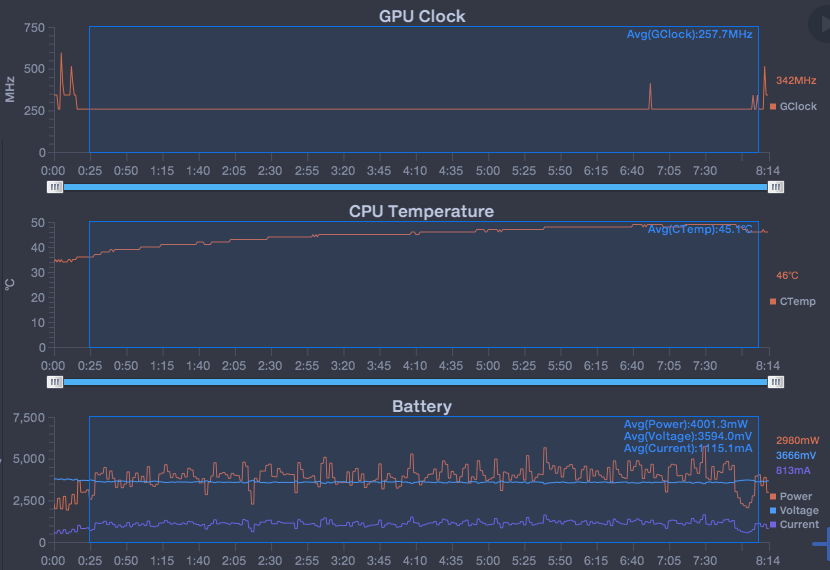 GPU Clock
750
Avg(GClock):257.7MHz
500
MHz
342MHz
GClock
250
0
0:00 0:25 0:50 1:15 1:40 2:05 2:30 2:55 3:20 3:45 4:10 4:35 5:00 5:25 5:50 6:15 6:40 7:05 7:30 8:14
CPU Temperature
50
Avg(CTemp):45.1°C
40
30
°C
46°C
20
CTemp
10
0
0:00 0:25 0:50 1:15 1:40 2:05 2:30 2:55 3:20 3:45 4:10 4:35 5:00 5:25 5:50 6:15 6:40 7:05 7:30 8:14
Battery
7,500
Avg(Power):4001.3mW
Avg(Voltage):3594.0mV
Avg(Current):1115.1mA
2980mW
3666mV
813mA
5,000
2,500
Power
Voltage
Current
0
0:00 0:25 0:50 1:15 1:40 2:05 2:30 2:55 3:20 3:45 4:10 4:35 5:00 5:25 5:50 6:15 6:40 7:05 7:30 8:14